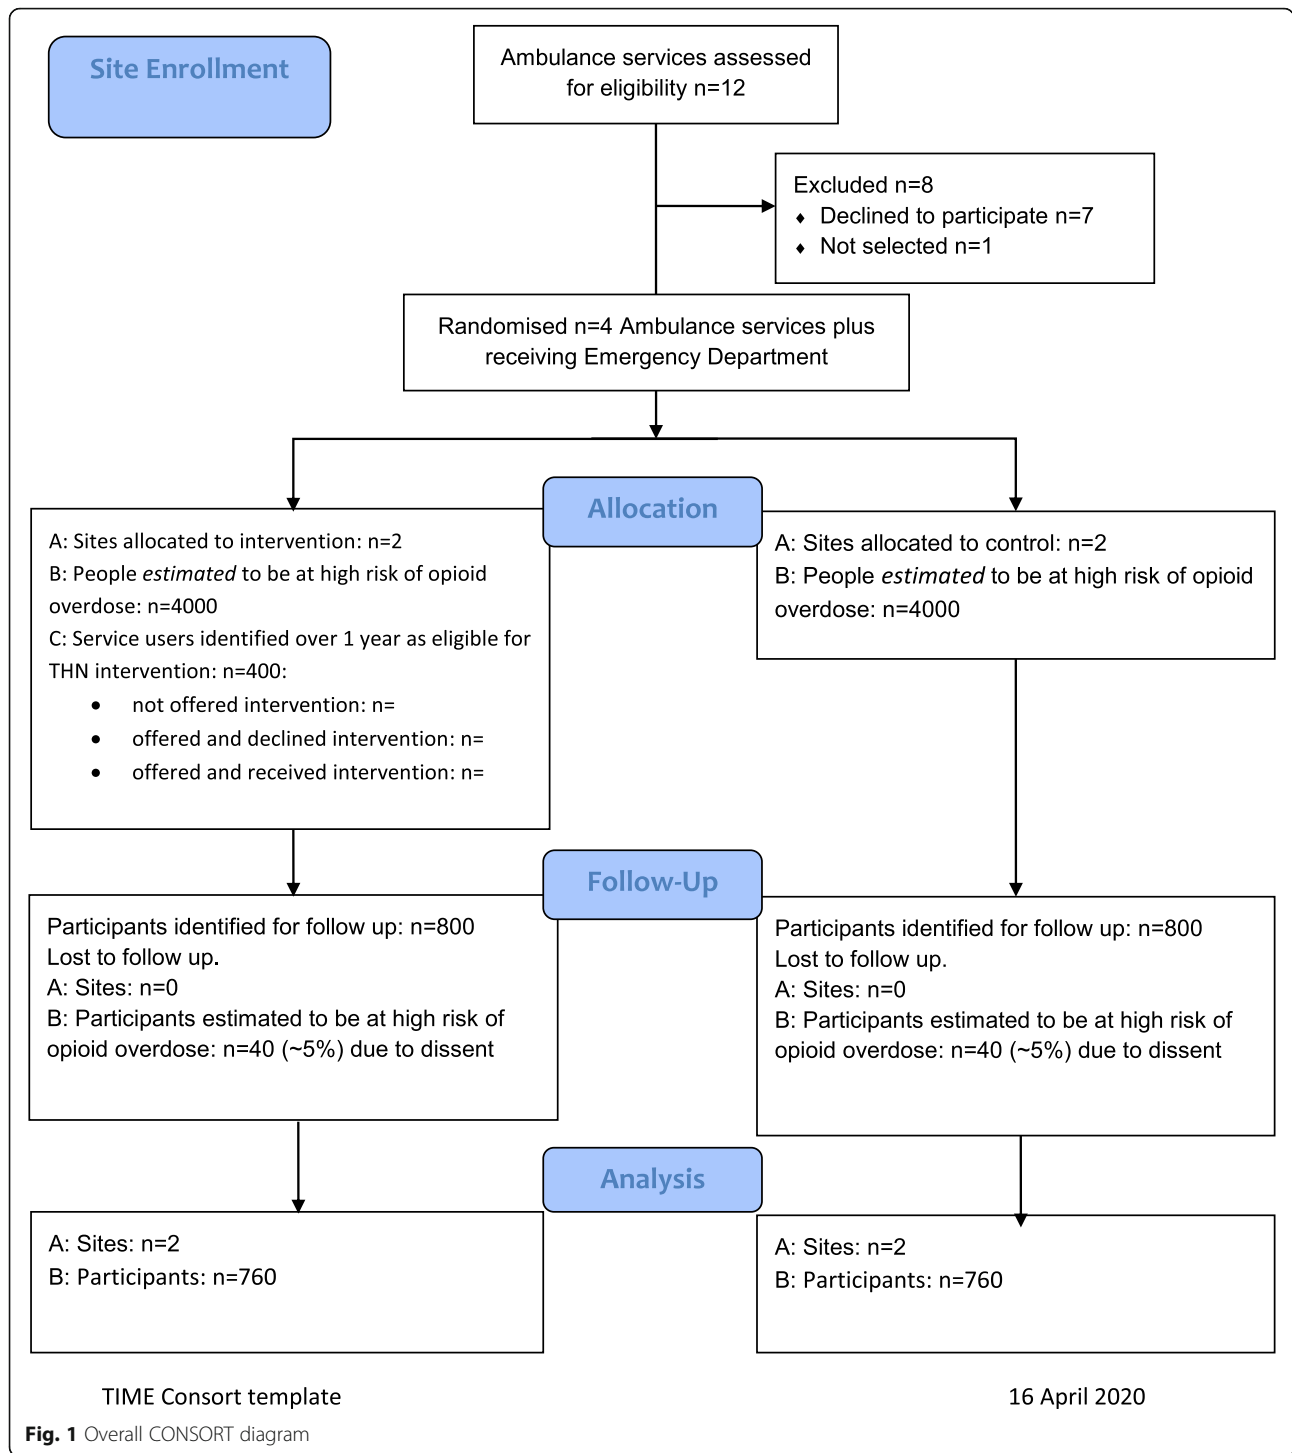 Site Enrollment
Ambulance services assessed
for eligibility n=12
Excluded n=8
♦ Declined to participate n=7
♦ Not selected n=1
Randomised n=4 Ambulance services plus
receiving Emergency Department
Allocation
A: Sites allocated to intervention: n=2
B: People estimated to be at high risk of opioid
overdose: n=4000
C: Service users identified over 1 year as eligible for
THN intervention: n=400:
• not offered intervention: n=
• offered and declined intervention: n=
• offered and received intervention: n=
A: Sites allocated to control: n=2
B: People estimated to be at high risk of opioid
overdose: n=4000
Follow-Up
Participants identified for follow up: n=800
Lost to follow up.
A: Sites: n=0
B: Participants estimated to be at high risk of
opioid overdose: n=40 (~5%) due to dissent
Participants identified for follow up: n=800
Lost to follow up.
A: Sites: n=0
B: Participants estimated to be at high risk of
opioid overdose: n=40 (~5%) due to dissent
Analysis
A: Sites: n=2
B: Participants: n=760
A: Sites: n=2
B: Participants: n=760
TIME Consort template
16 April 2020
Fig. 1 Overall CONSORT diagram